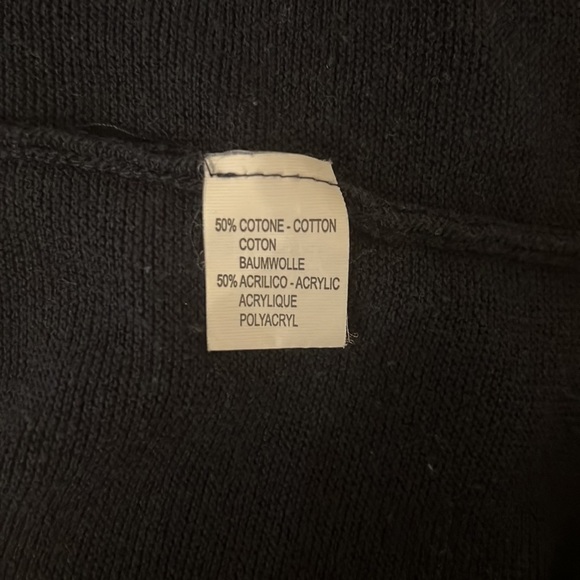 50% COTONE - COTTON
COTON
BAUMWOLLE
50% ACRILICO - ACRYLIC
ACRYLIQUE
POLYACRYL